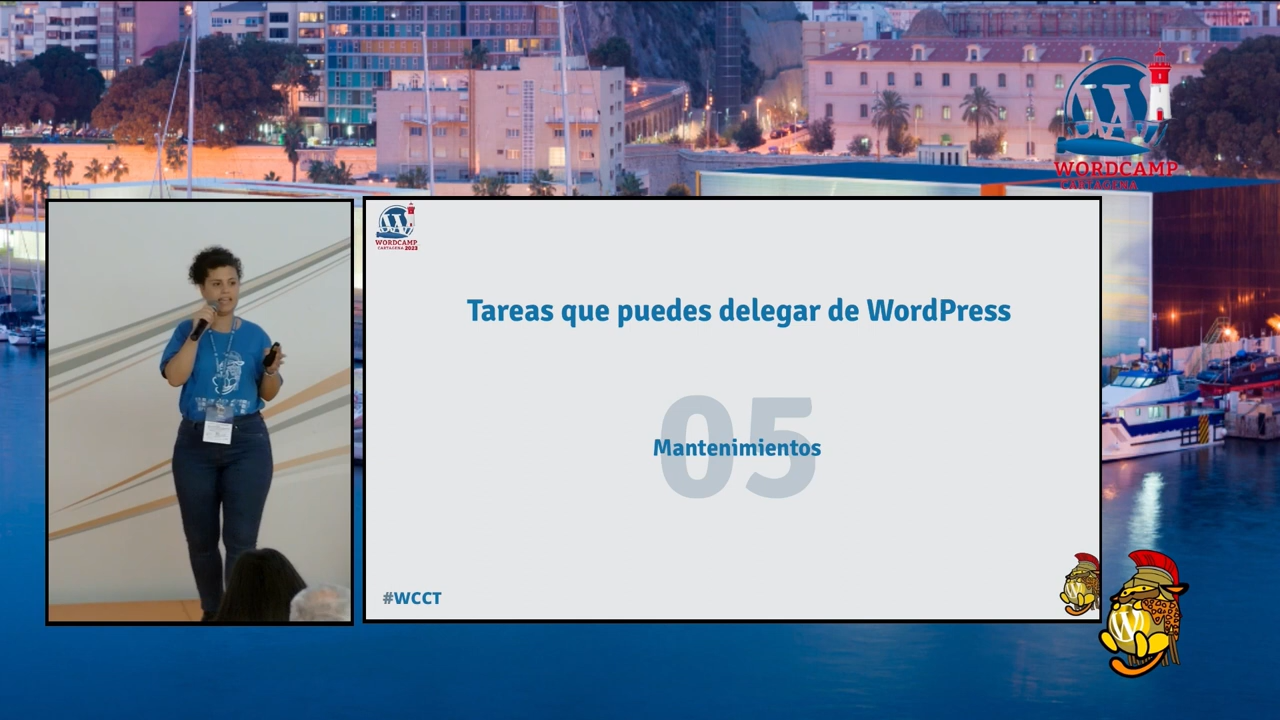 WORDCAMP
CARTAGENA
WORDCAMP
CARTAGENA 2023
Tareas que puedes delegar de WordPress
05
Mantenimientos
#WCCT